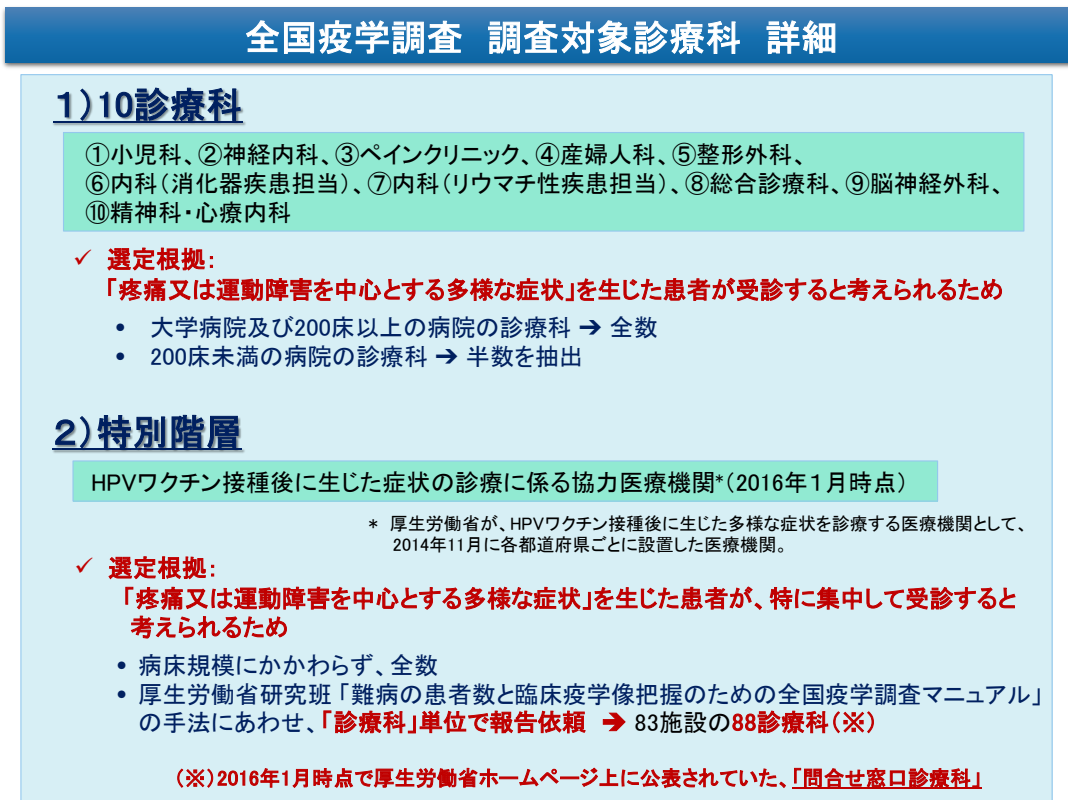 全国疫学調査　調査対象診療科　詳細
１）10診療科
①小児科、②神経内科、③ペインクリニック、④産婦人科、⑤整形外科、
⑥内科（消化器疾患担当）、⑦内科（リウマチ性疾患担当）、⑧総合診療科、⑨脳神経外科、
⑩精神科・心療内科
✓ 選定根拠：
「疼痛又は運動障害を中心とする多様な症状」を生じた患者が受診すると考えられるため
• 大学病院及び200床以上の病院の診療科 ➔ 全数
• 200床未満の病院の診療科 ➔ 半数を抽出
２）特別階層
HPVワクチン接種後に生じた症状の診療に係る協力医療機関*（2016年１月時点）
* 厚生労働省が、HPVワクチン接種後に生じた多様な症状を診療する医療機関として、
2014年11月に各都道府県ごとに設置した医療機関。
✓ 選定根拠：
「疼痛又は運動障害を中心とする多様な症状」を生じた患者が、特に集中して受診すると
考えられるため
• 病床規模にかかわらず、全数
• 厚生労働省研究班「難病の患者数と臨床疫学像把握のための全国疫学調査マニュアル」
の手法にあわせ、「診療科」単位で報告依頼 ➔ 83施設の88診療科（※）
（※）2016年1月時点で厚生労働省ホームページ上に公表されていた、「問合せ窓口診療科」